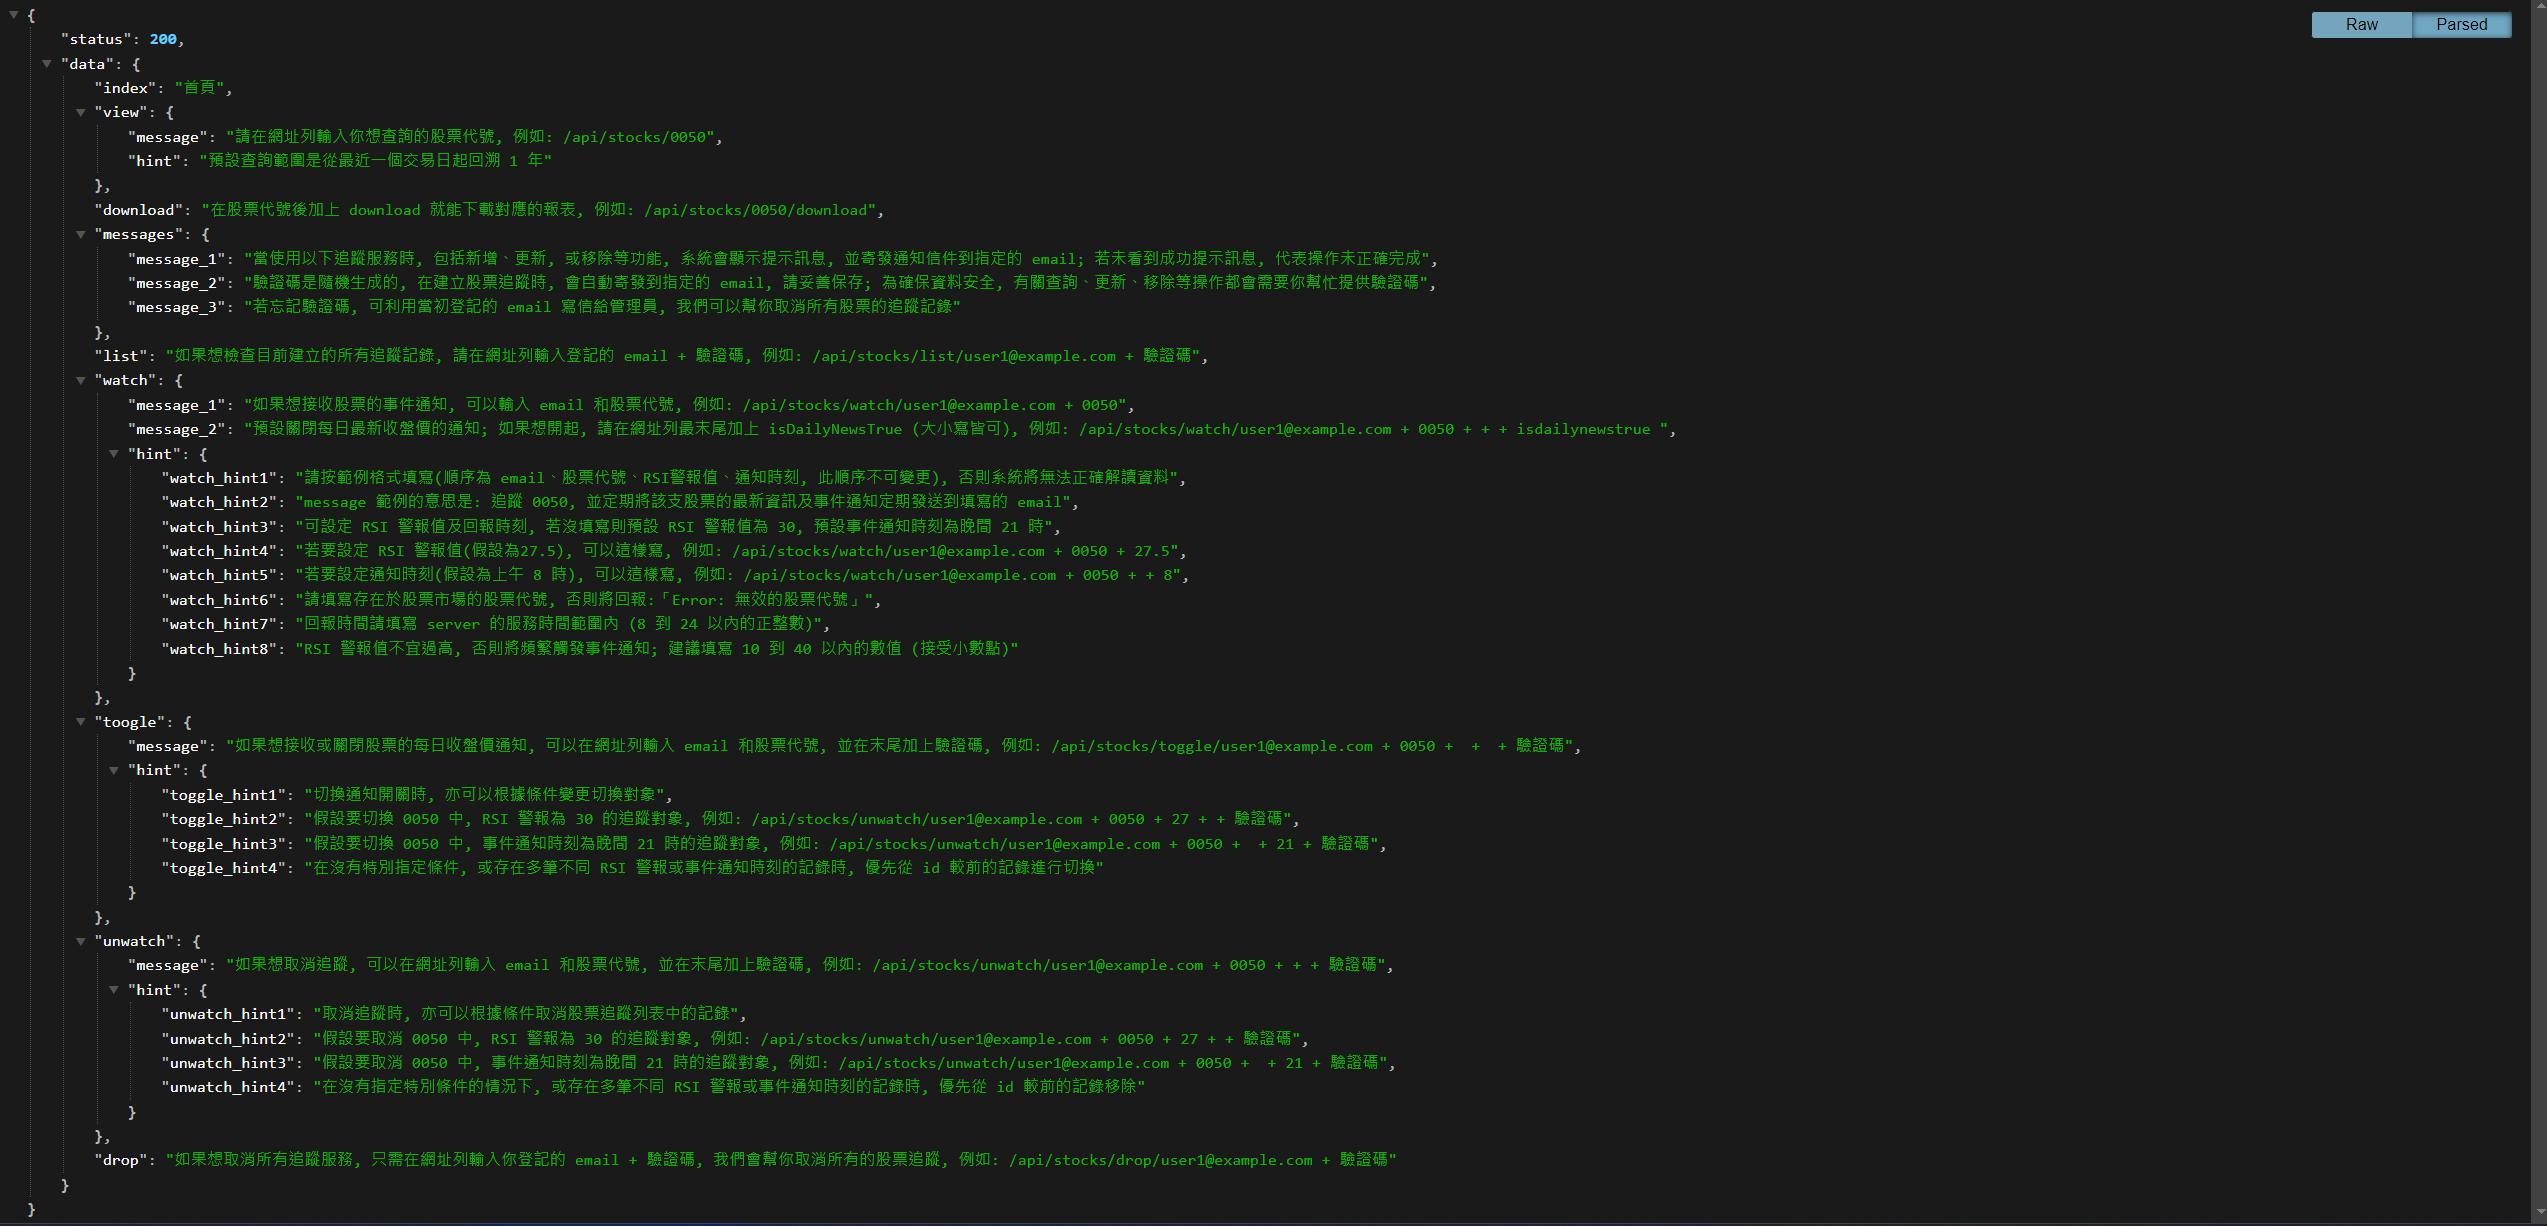 Raw Parsed
{
"status": 200,
"data": {
"index": "首頁",
"view": {
"message": "請在網址列輸入你想查詢的股票代號, 例如: /api/stocks/0050",
"hint": "預設查詢範圍是從最近一個交易日起回溯 1 年"
},
"download": "在股票代號後加上 download 就能下載對應的報表, 例如: /api/stocks/0050/download",
"messages": {
"message_1": "當使用以下追蹤服務時, 包括新增、更新, 或移除等功能, 系統會顯示提示訊息, 並寄發通知信件到指定的 email; 若未看到成功提示訊息, 代表操作未正確完成",
"message_2": "驗證碼是隨機生成的, 在建立股票追蹤時, 會自動寄發到指定的 email, 請妥善保存; 為確保資料安全, 有關查詢、更新、移除等操作都會需要你幫忙提供驗證碼",
"message_3": "若忘記驗證碼, 可利用當初登記的 email 寫信給管理員, 我們可以幫你取消所有股票的追蹤記錄"
},
"list": "如果想檢查目前建立的所有追蹤記錄, 請在網址列輸入登記的 email + 驗證碼, 例如: /api/stocks/list/user1@example.com + 驗證碼",
"watch": {
"message_1": "如果想接收股票的事件通知, 可以輸入 email 和股票代號, 例如: /api/stocks/watch/user1@example.com + 0050",
"message_2": "預設關閉每日最新收盤價的通知; 如果想開起, 請在網址列最末尾加上 isDailyNewsTrue (大小寫皆可), 例如: /api/stocks/watch/user1@example.com + 0050 + + + isdailynewstrue ",
"hint": {
"watch_hint1": "請按範例格式填寫(順序為 email、股票代號、RSI警報值、通知時刻, 此順序不可變更), 否則系統將無法正確解讀資料",
"watch_hint2": "message 範例的意思是: 追蹤 0050, 並定期將該支股票的最新資訊及事件通知定期發送到填寫的 email",
"watch_hint3": "可設定 RSI 警報值及回報時刻, 若沒填寫則預設 RSI 警報值為 30, 預設事件通知時刻為晚間 21 時",
"watch_hint4": "若要設定 RSI 警報值(假設為27.5), 可以這樣寫, 例如: /api/stocks/watch/user1@example.com + 0050 + 27.5",
"watch_hint5": "若要設定通知時刻(假設為上午 8 時), 可以這樣寫, 例如: /api/stocks/watch/user1@example.com + 0050 + + 8",
"watch_hint6": "請填寫存在於股票市場的股票代號, 否則將回報:「Error: 無效的股票代號」",
"watch_hint7": "回報時間請填寫 server 的服務時間範圍內 (8 到 24 以內的正整數)",
"watch_hint8": "RSI 警報值不宜過高, 否則將頻繁觸發事件通知; 建議填寫 10 到 40 以內的數值 (接受小數點)"
}
},
"toogle": {
"message": "如果想接收或關閉股票的每日收盤價通知, 可以在網址列輸入 email 和股票代號, 並在末尾加上驗證碼, 例如: /api/stocks/toggle/user1@example.com + 0050 +  +  + 驗證碼",
"hint": {
"toggle_hint1": "切換通知開關時, 亦可以根據條件變更切換對象",
"toggle_hint2": "假設要切換 0050 中, RSI 警報為 30 的追蹤對象, 例如: /api/stocks/unwatch/user1@example.com + 0050 + 27 + + 驗證碼",
"toggle_hint3": "假設要切換 0050 中, 事件通知時刻為晚間 21 時的追蹤對象, 例如: /api/stocks/unwatch/user1@example.com + 0050 +  + 21 + 驗證碼",
"toggle_hint4": "在沒有特別指定條件, 或存在多筆不同 RSI 警報或事件通知時刻的記錄時, 優先從 id 較前的記錄進行切換"
}
},
"unwatch": {
"message": "如果想取消追蹤, 可以在網址列輸入 email 和股票代號, 並在末尾加上驗證碼, 例如: /api/stocks/unwatch/user1@example.com + 0050 + + + 驗證碼",
"hint": {
"unwatch_hint1": "取消追蹤時, 亦可以根據條件取消股票追蹤列表中的記錄",
"unwatch_hint2": "假設要取消 0050 中, RSI 警報為 30 的追蹤對象, 例如: /api/stocks/unwatch/user1@example.com + 0050 + 27 + + 驗證碼",
"unwatch_hint3": "假設要取消 0050 中, 事件通知時刻為晚間 21 時的追蹤對象, 例如: /api/stocks/unwatch/user1@example.com + 0050 +  + 21 + 驗證碼",
"unwatch_hint4": "在沒有指定特別條件的情況下, 或存在多筆不同 RSI 警報或事件通知時刻的記錄時, 優先從 id 較前的記錄移除"
}
},
"drop": "如果想取消所有追蹤服務, 只需在網址列輸入你登記的 email + 驗證碼, 我們會幫你取消所有的股票追蹤, 例如: /api/stocks/drop/user1@example.com + 驗證碼"
}
}